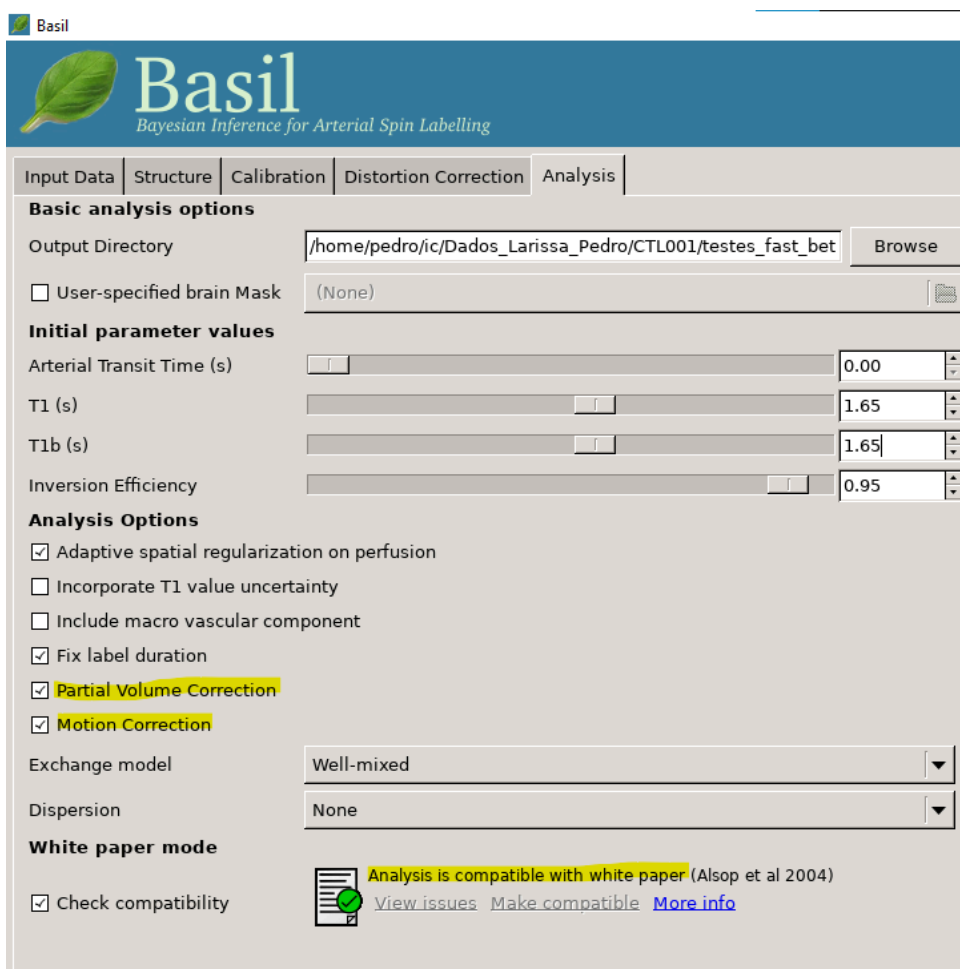 Basil
Basil
Bayesian Inference for Arterial Spin Labelling
Input Data Structure Calibration Distortion Correction Analysis
Basic analysis options
Output Directory /home/pedro/ic/Dados_Larissa_Pedro/CTL001/testes_fast_bet Browse
User-specified brain Mask (None)
Initial parameter values
Arterial Transit Time (s) 0.00
T1 (s) 1.65
T1b (s) 1.65
Inversion Efficiency 0.95
Analysis Options
Adaptive spatial regularization on perfusion
Incorporate T1 value uncertainty
Include macro vascular component
Fix label duration
Partial Volume Correction
Motion Correction
Exchange model Well-mixed
Dispersion None
White paper mode
Analysis is compatible with white paper (Alsop et al 2004)
Check compatibility View issues Make compatible More info